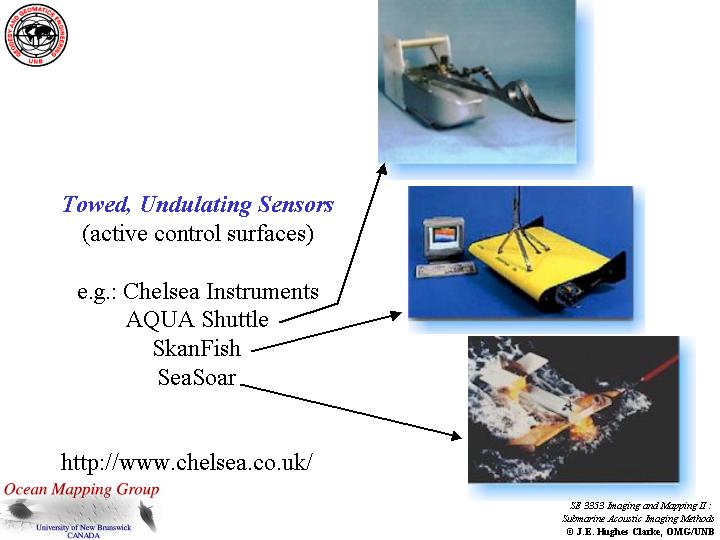 GEODESY AND GEOMATICS ENGINEERING
UNB
Towed, Undulating Sensors
(active control surfaces)
e.g.: Chelsea Instruments
AQUA Shuttle
SkanFish
SeaSoar
http://www.chelsea.co.uk/
Ocean Mapping Group
University of New Brunswick
CANADA
SE 3353 Imaging and Mapping II :
Submarine Acoustic Imaging Methods
© J.E. Hughes Clarke, OMG/UNB